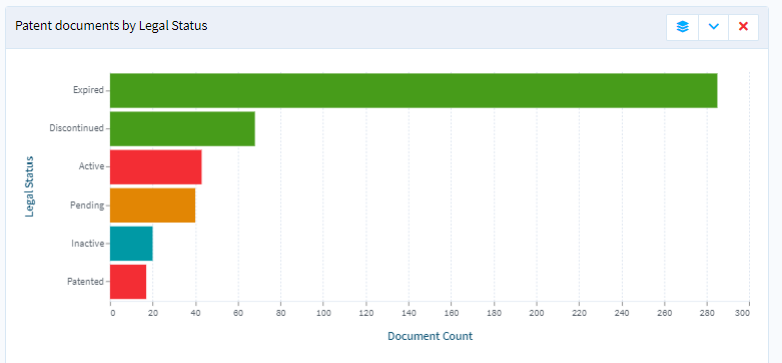 Patent documents by Legal Status
Expired
Discontinued
Active
Pending
Inactive
Patented
Legal Status
0 20 40 60 80 100 120 140 160 180 200 220 240 260 280 300
Document Count